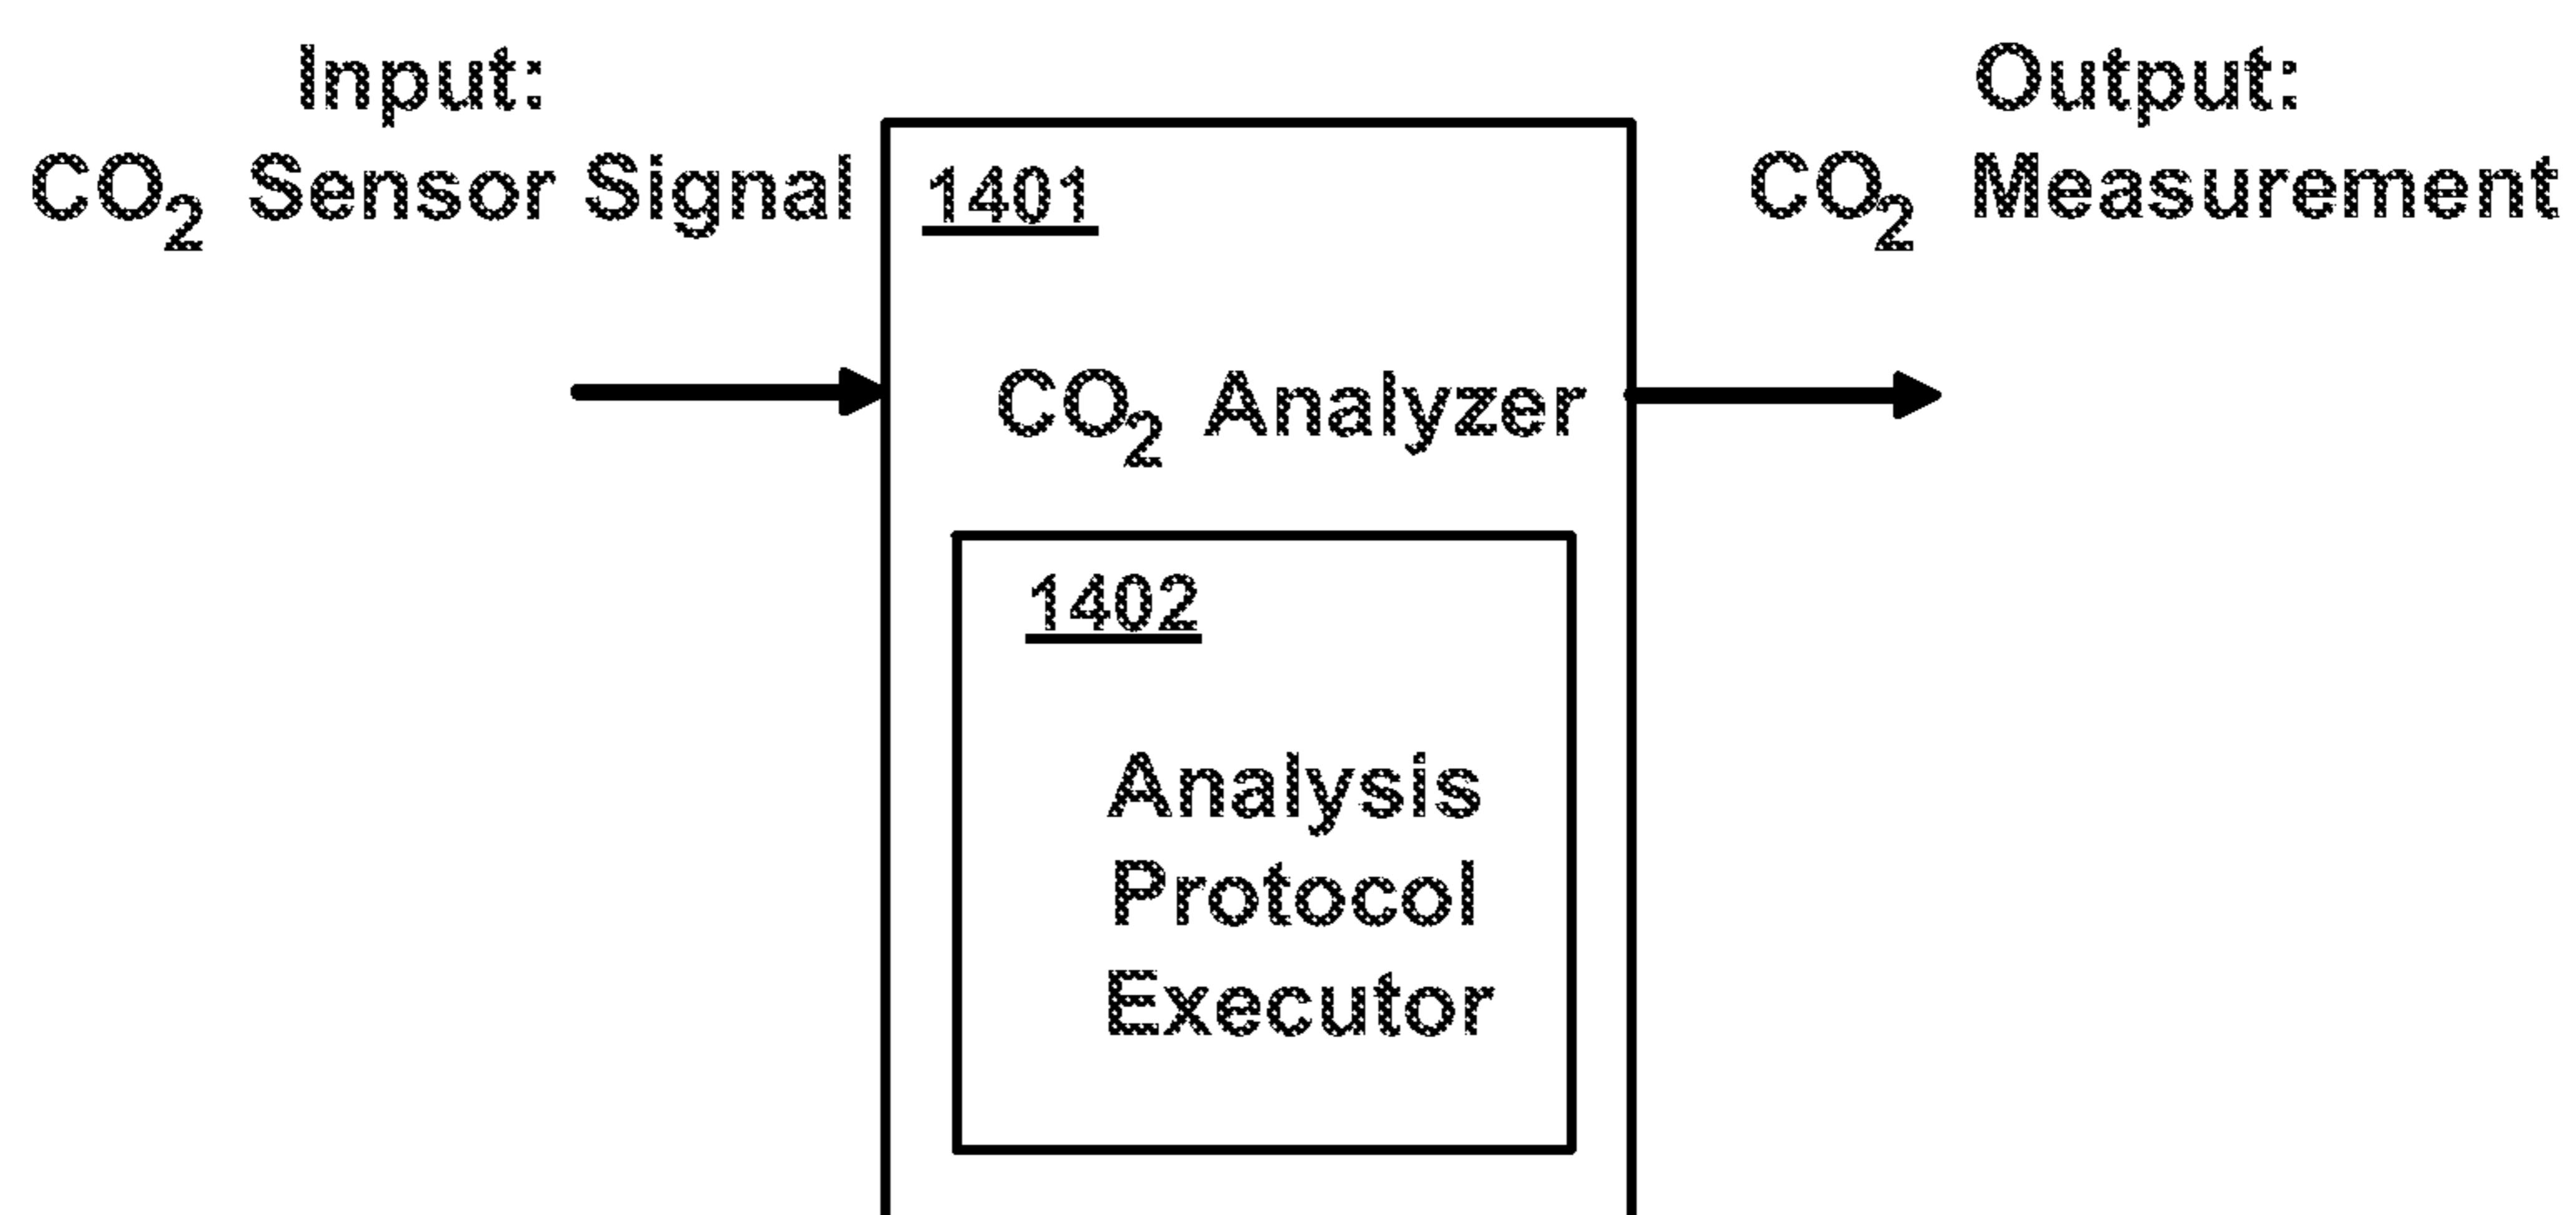 Input:
CO₂ Sensor Signal
Output:
CO₂ Measurement
1401
CO₂ Analyzer
1402
Analysis
Protocol
Executor